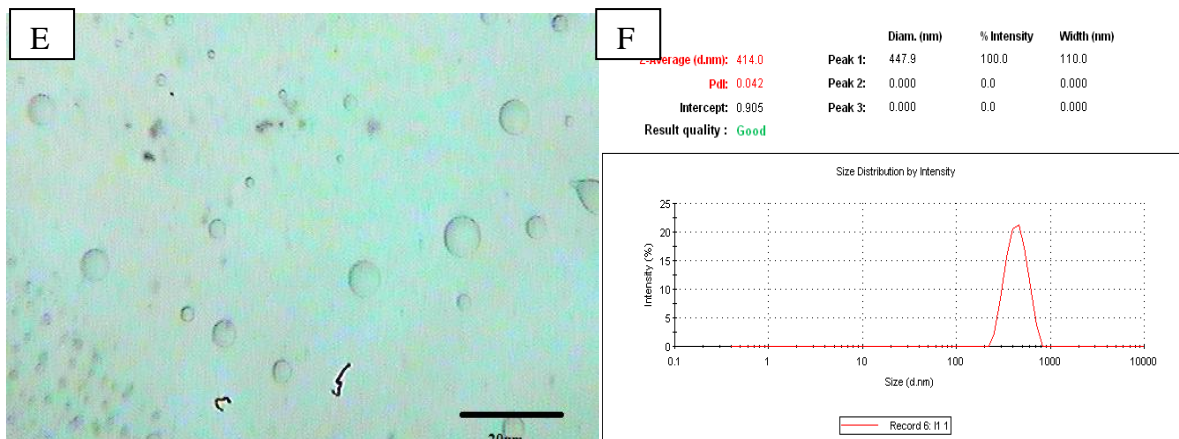 E
F
Diam. (nm) % Intensity Width (nm)
Z-Average (d.nm): 414.0 Peak 1: 447.9 100.0 110.0
PdI: 0.042 Peak 2: 0.000 0.0 0.000
Intercept: 0.905 Peak 3: 0.000 0.0 0.000
Result quality : Good
Size Distribution by Intensity
25
20
15
10
5
0
Intensity (%)
0.1 1 10 100 1000 10000
Size (d.nm)
Record 6: I1 1